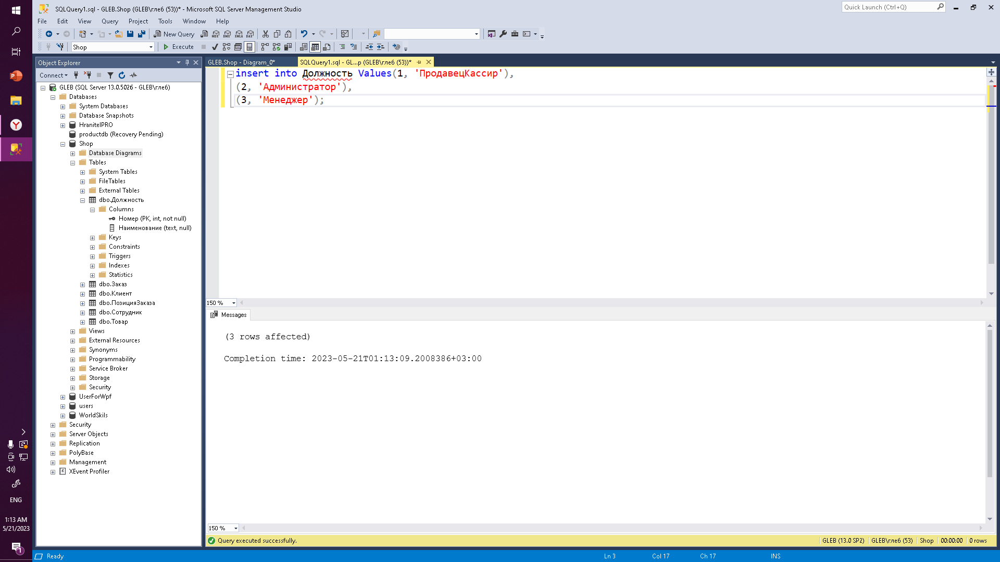 SQLQuery1.sql - GLEB.Shop (GLEB\глеб (53))* - Microsoft SQL Server Management Studio
Quick Launch (Ctrl+Q)
File Edit View Query Project Tools Window Help
New Query
MDX DMX XMLA DAX
Shop
Execute
Object Explorer
GLEB.Shop - Diagram_0*
SQLQuery1.sql - GL...p (GLEB\глеб (53))*
Connect
insert into Должность Values(1, 'ПродавецКассир'),
(2, 'Администратор'),
(3, 'Менеджер');
GLEB (SQL Server 13.0.5026 - GLEB\глеб)
Databases
System Databases
Database Snapshots
HranitelPRO
productdb (Recovery Pending)
Shop
Database Diagrams
Tables
System Tables
FileTables
External Tables
dbo.Должность
Columns
Номер (PK, int, not null)
Наименование (text, null)
Keys
Constraints
Triggers
Indexes
Statistics
dbo.Заказ
dbo.Клиент
dbo.ПозицияЗаказа
dbo.Сотрудник
dbo.Товар
Views
External Resources
Synonyms
Programmability
Service Broker
Storage
Security
UserForWpf
users
WorldSkils
Security
Server Objects
Replication
PolyBase
Management
XEvent Profiler
150 %
Messages
(3 rows affected)
Completion time: 2023-05-21T01:13:09.2008386+03:00
150 %
Query executed successfully.
GLEB (13.0 SP2) GLEB\глеб (53) Shop 00:00:00 0 rows
Ready
Ln 3 Col 17 Ch 17 INS
ENG
1:13 AM
5/21/2023
1